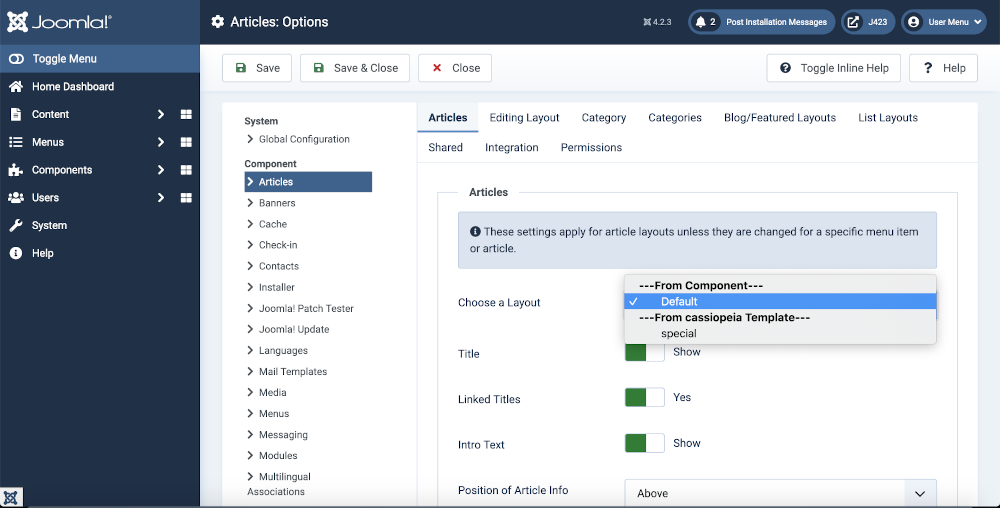 Joomla!®
Articles: Options
4.2.3
2 Post Installation Messages
J423
User Menu
Toggle Menu
Home Dashboard
Content
Menus
Components
Users
System
Help
Save
Save & Close
Close
Toggle Inline Help
? Help
System
Global Configuration
Component
Articles
Banners
Cache
Check-in
Contacts
Installer
Joomla! Patch Tester
Joomla! Update
Languages
Mail Templates
Media
Menus
Messaging
Modules
Multilingual
Associations
Articles
Editing Layout
Category
Categories
Blog/Featured Layouts
List Layouts
Shared
Integration
Permissions
Articles
These settings apply for article layouts unless they are changed for a specific menu item
or article.
Choose a Layout
---From Component---
✓ Default
---From cassiopeia Template---
special
Title
Show
Linked Titles
Yes
Intro Text
Show
Position of Article Info
Above